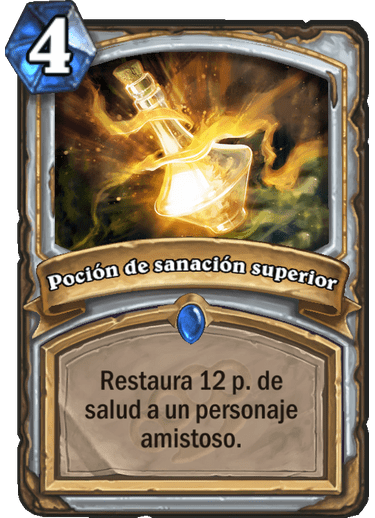 4
Poción de sanación superior
Restaura 12 p. de
salud a un personaje
amistoso.